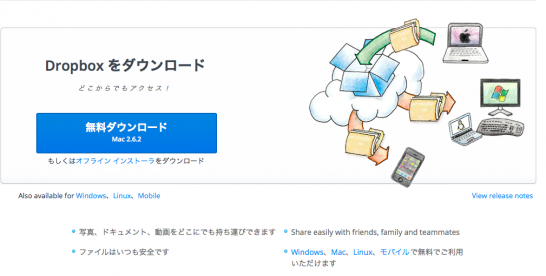 Dropbox をダウンロード
どこからでもアクセス！
無料ダウンロード
Mac 2.6.2
もしくはオフライン インストーラをダウンロード
Also available for Windows、Linux、Mobile
View release notes
写真、ドキュメント、動画をどこにでも持ち運びできます
Share easily with friends, family and teammates
ファイルはいつも安全です
Windows、Mac、Linux、モバイルで無料でご利用
いただけます